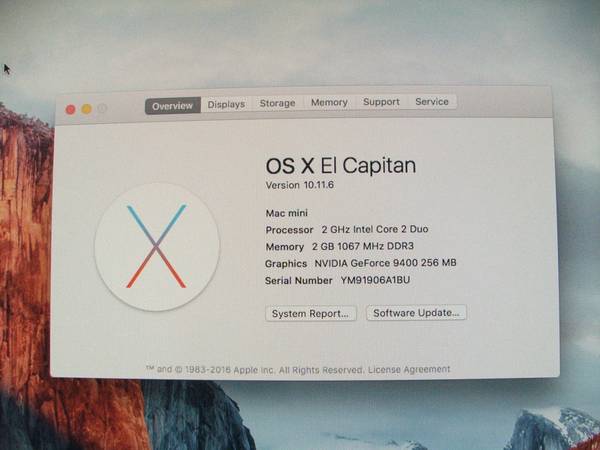 Overview Displays Storage Memory Support Service
OS X El Capitan
Version 10.11.6
Mac mini
Processor 2 GHz Intel Core 2 Duo
Memory 2 GB 1067 MHz DDR3
Graphics NVIDIA GeForce 9400 256 MB
Serial Number YM91906A1BU
System Report... Software Update...
™ and © 1983-2016 Apple Inc. All Rights Reserved. License Agreement